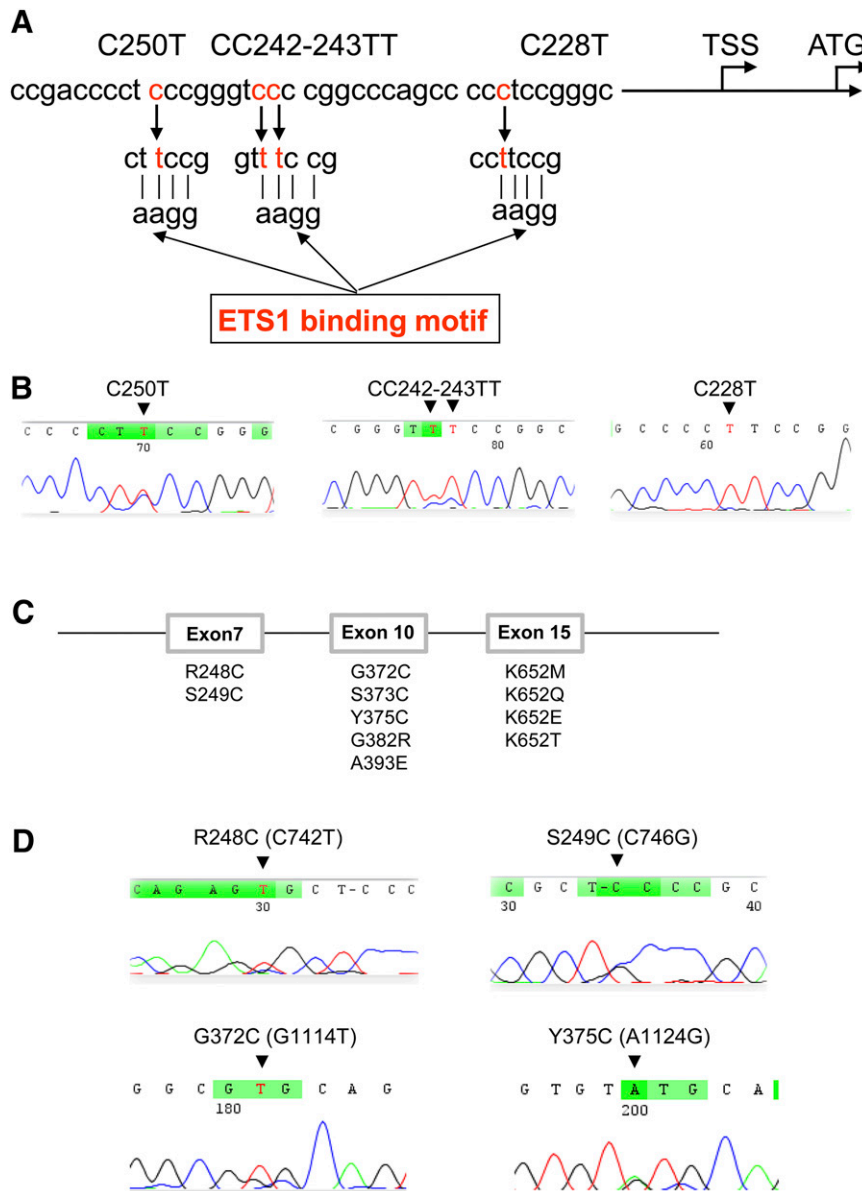 A
C250T CC242-243TT C228T TSS ATG
ccgacccct cccgggtccc cggcccagcc ccctccgggc
ct tccg gtt tc cg ccttccg
aagg aagg aagg
ETS1 binding motif
B
C250T CC242-243TT C228T
C C C C T T C C G G G C G G G T T T C C G G C G C C C C T T C C G G
70 80 60
C
Exon7 Exon 10 Exon 15
R248C G372C K652M
S249C S373C K652Q
Y375C K652E
G382R K652T
A393E
D
R248C (C742T) S249C (C746G)
C A G A G T G C T-C C C C G C T-C C C C G C
30 30 40
G372C (G1114T) Y375C (A1124G)
G G C G T G C A G G T G T A T G C A
180 200